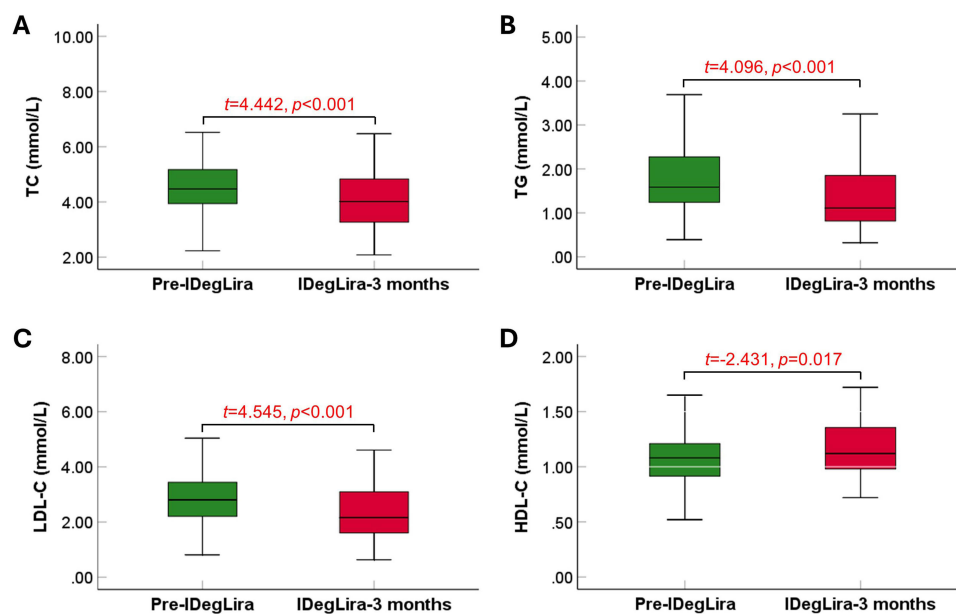 A
TC (mmol/L)
10.00
8.00
6.00
4.00
2.00
t=4.442, p<0.001
Pre-IDegLira
IDegLira-3 months
B
TG (mmol/L)
5.00
4.00
3.00
2.00
1.00
.00
t=4.096, p<0.001
Pre-IDegLira
IDegLira-3 months
C
LDL-C (mmol/L)
8.00
6.00
4.00
2.00
.00
t=4.545, p<0.001
Pre-IDegLira
IDegLira-3 months
D
HDL-C (mmol/L)
2.00
1.50
1.00
.50
.00
t=-2.431, p=0.017
Pre-IDegLira
IDegLira-3 months